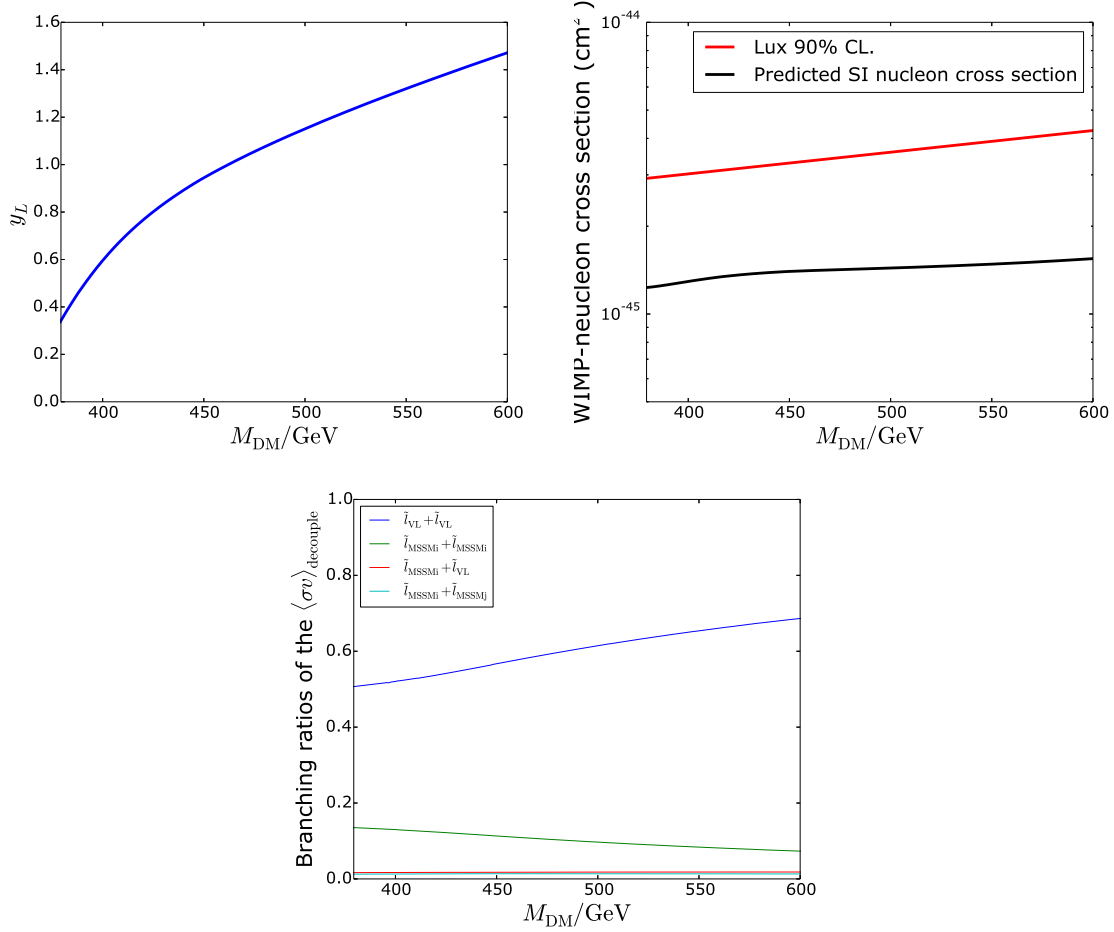 1.6
1.4
1.2
1.0
0.8
0.6
0.4
0.2
0.0
y_L
400 450 500 550 600
M_DM/GeV
10^-44
10^-45
WIMP-neucleon cross section (cm^2)
Lux 90% CL.
Predicted SI nucleon cross section
400 450 500 550 600
M_DM/GeV
1.0
0.8
0.6
0.4
0.2
0.0
Branching ratios of the ⟨σv⟩_decouple
l̃_VL + l̃_VL
l̃_MSSMi + l̃_MSSMi
l̃_MSSMi + l̃_VL
l̃_MSSMi + l̃_MSSMj
400 450 500 550 600
M_DM/GeV